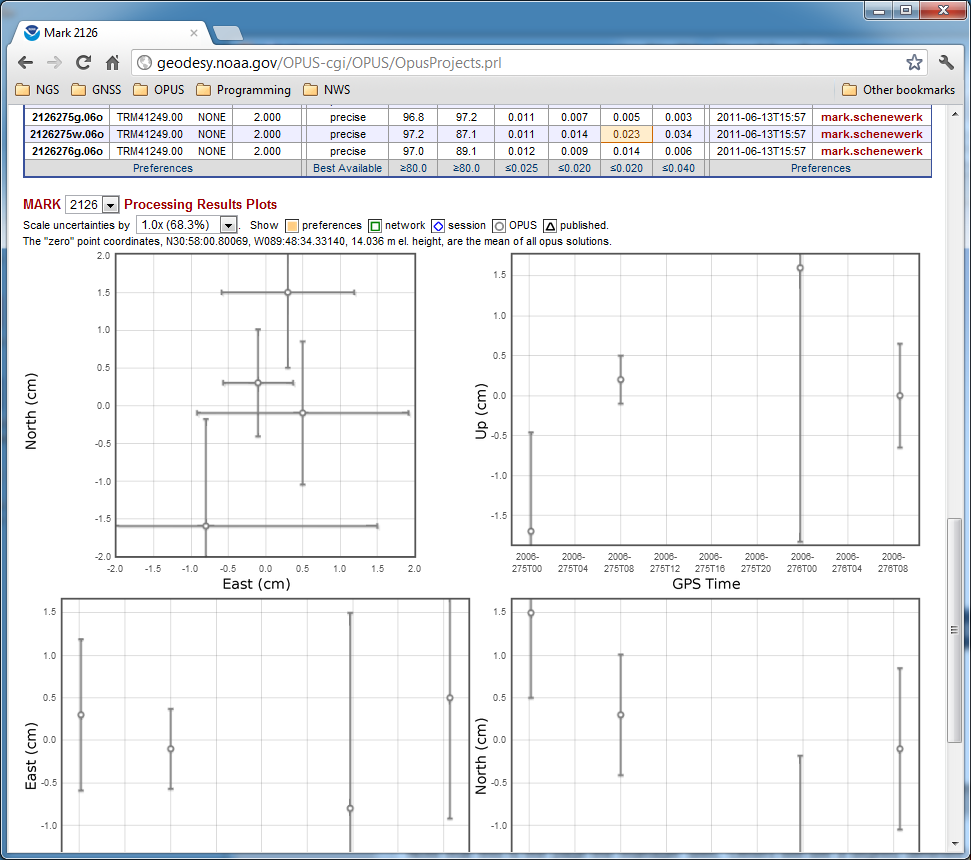 Mark 2126
geodesy.noaa.gov/OPUS-cgi/OPUS/OpusProjects.prl
NGS GNSS OPUS Programming NWS Other bookmarks
2126275g.06o TRM41249.00 NONE 2.000 precise 96.8 97.2 0.011 0.007 0.005 0.003 2011-06-13T15:57 mark.schenewerk
2126275w.06o TRM41249.00 NONE 2.000 precise 97.2 87.1 0.011 0.014 0.023 0.034 2011-06-13T15:57 mark.schenewerk
2126276g.06o TRM41249.00 NONE 2.000 precise 97.0 89.1 0.012 0.009 0.014 0.006 2011-06-13T15:57 mark.schenewerk
Preferences Best Available ≥80.0 ≥80.0 ≤0.025 ≤0.020 ≤0.020 ≤0.040 Preferences
MARK 2126 Processing Results Plots
Scale uncertainties by 1.0x (68.3%) . Show preferences network session OPUS published.
The "zero" point coordinates, N30:58:00.80069, W089:48:34.33140, 14.036 m el. height, are the mean of all opus solutions.
2.0
1.5
1.0
0.5
0.0
-0.5
-1.0
-1.5
-2.0
North (cm)
-2.0 -1.5 -1.0 -0.5 0.0 0.5 1.0 1.5 2.0
East (cm)
1.5
1.0
0.5
0.0
-0.5
-1.0
-1.5
Up (cm)
2006- 2006- 2006- 2006- 2006- 2006- 2006- 2006- 2006-
275T00 275T04 275T08 275T12 275T16 275T20 276T00 276T04 276T08
GPS Time
1.5
1.0
0.5
0.0
-0.5
-1.0
East (cm)
1.5
1.0
0.5
0.0
-0.5
-1.0
North (cm)